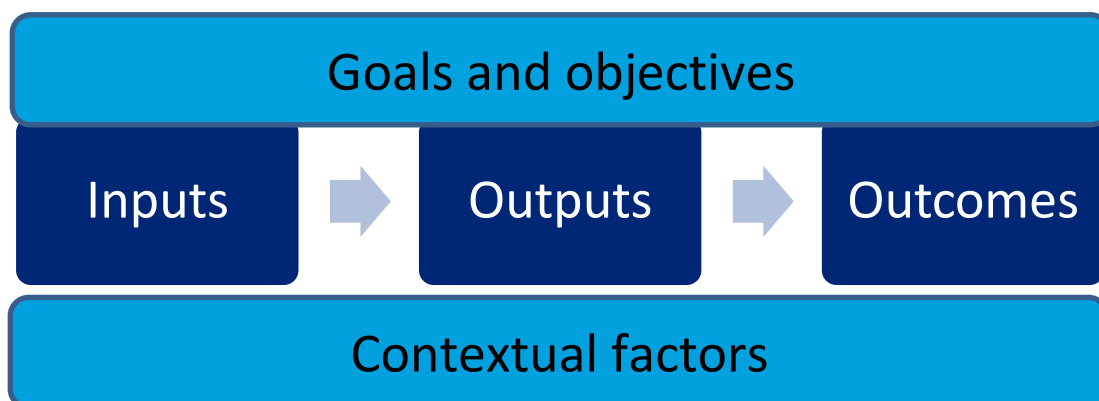 Goals and objectives
Inputs
Outputs
Outcomes
Contextual factors